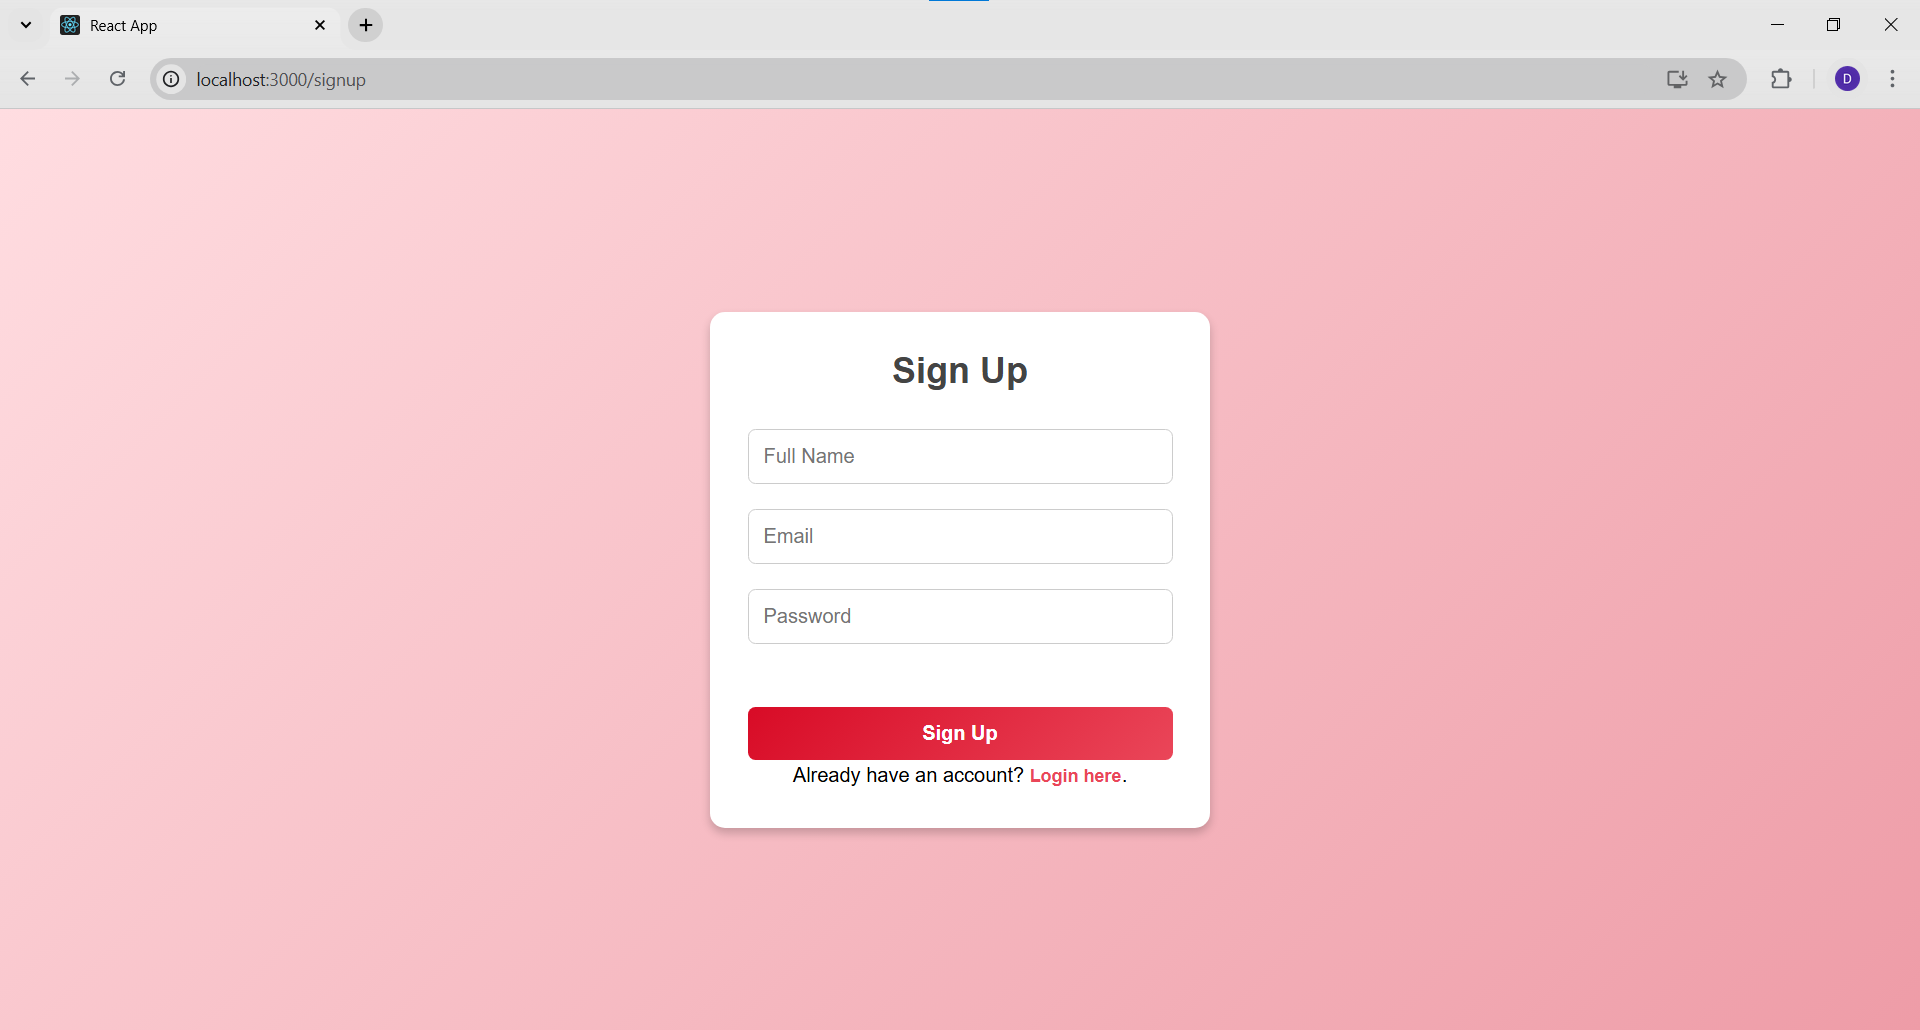 React App
localhost:3000/signup
D
Sign Up
Full Name
Email
Password
Sign Up
Already have an account? Login here.